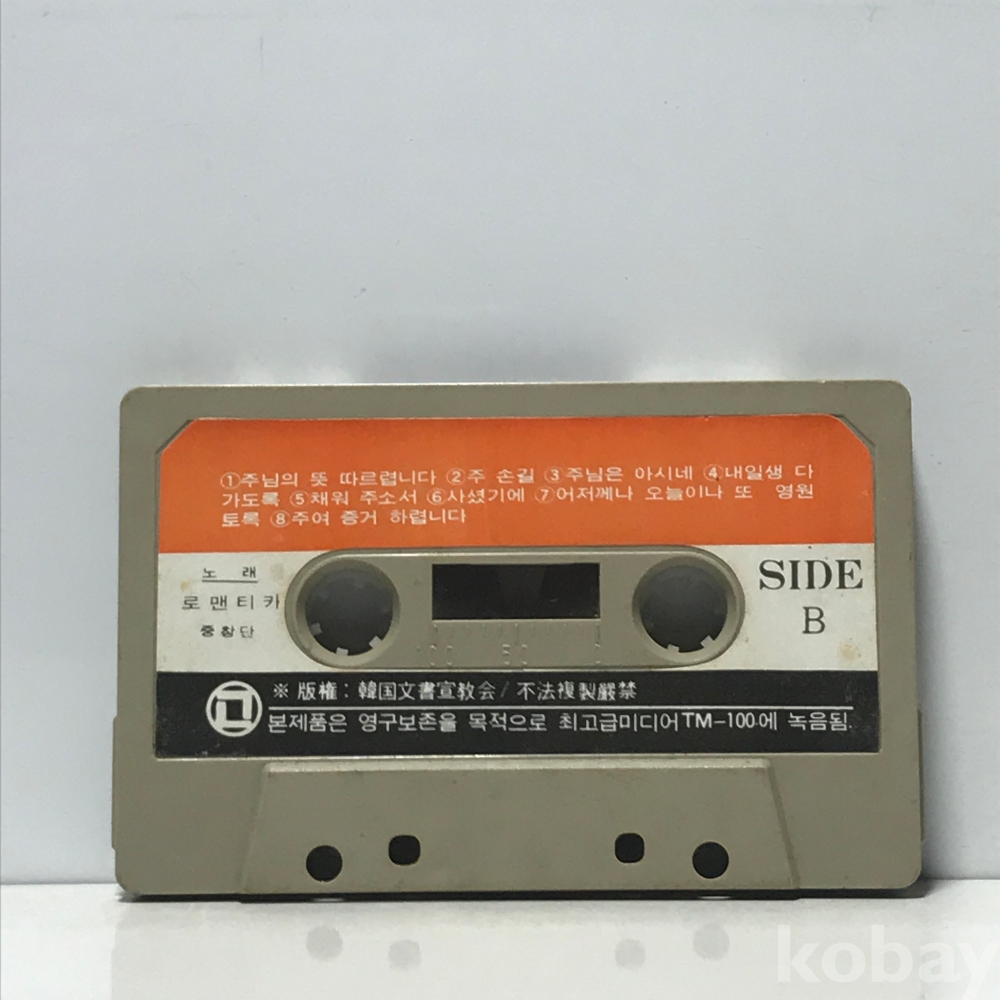 ①주님의 뜻 따르렵니다 ②주 손길 ③주님은 아시네 ④내일생 다
가도록 ⑤채워 주소서 ⑥사셨기에 ⑦어저께나 오늘이나 또 영원
토록 ⑧주여 증거 하렵니다
노 래
로맨티카
중창단
SIDE
B
100 50 0
※ 版権: 韓国文書宣教会/ 不法複製嚴禁
본제품은 영구보존을 목적으로 최고급미디어TM-100에 녹음됨.
kobay